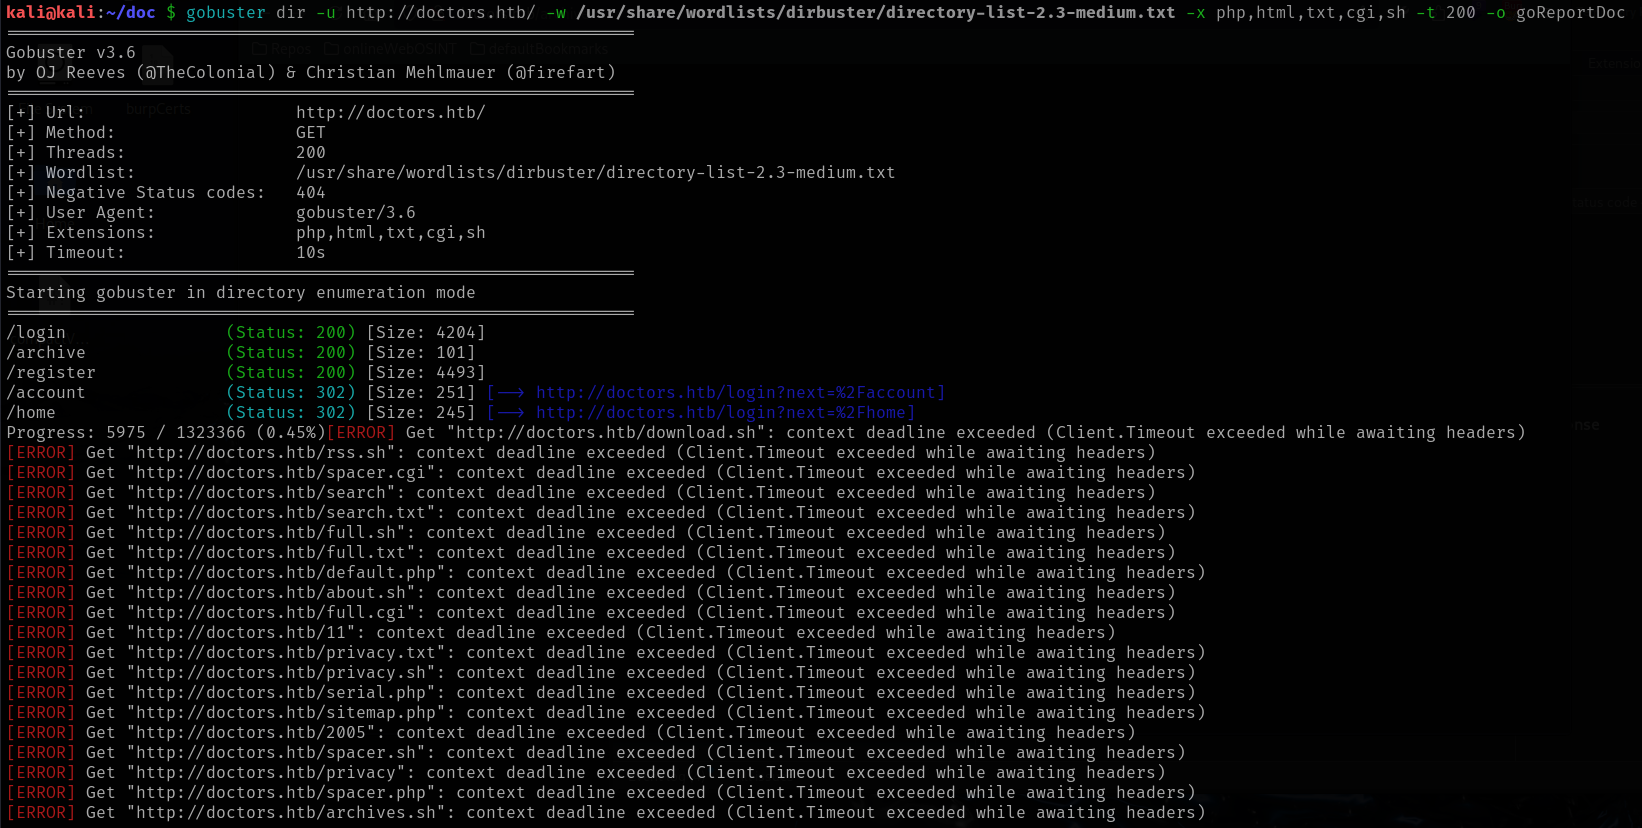 kali@kali:~/doc $ gobuster dir -u http://doctors.htb/ -w /usr/share/wordlists/dirbuster/directory-list-2.3-medium.txt -x php,html,txt,cgi,sh -t 200 -o goReportDoc
Repos onlineWebOSINT defaultBookmarks
Gobuster v3.6
by OJ Reeves (@TheColonial) & Christian Mehlmauer (@firefart)
burpCerts
[+] Url: http://doctors.htb/
[+] Method: GET
[+] Threads: 200
[+] Wordlist: /usr/share/wordlists/dirbuster/directory-list-2.3-medium.txt
[+] Negative Status codes: 404
[+] User Agent: gobuster/3.6
[+] Extensions: php,html,txt,cgi,sh
[+] Timeout: 10s
Starting gobuster in directory enumeration mode
/login (Status: 200) [Size: 4204]
/archive (Status: 200) [Size: 101]
/register (Status: 200) [Size: 4493]
/account (Status: 302) [Size: 251] [--> http://doctors.htb/login?next=%2Faccount]
/home (Status: 302) [Size: 245] [--> http://doctors.htb/login?next=%2Fhome]
Progress: 5975 / 1323366 (0.45%)[ERROR] Get "http://doctors.htb/download.sh": context deadline exceeded (Client.Timeout exceeded while awaiting headers)
[ERROR] Get "http://doctors.htb/rss.sh": context deadline exceeded (Client.Timeout exceeded while awaiting headers)
[ERROR] Get "http://doctors.htb/spacer.cgi": context deadline exceeded (Client.Timeout exceeded while awaiting headers)
[ERROR] Get "http://doctors.htb/search": context deadline exceeded (Client.Timeout exceeded while awaiting headers)
[ERROR] Get "http://doctors.htb/search.txt": context deadline exceeded (Client.Timeout exceeded while awaiting headers)
[ERROR] Get "http://doctors.htb/full.sh": context deadline exceeded (Client.Timeout exceeded while awaiting headers)
[ERROR] Get "http://doctors.htb/full.txt": context deadline exceeded (Client.Timeout exceeded while awaiting headers)
[ERROR] Get "http://doctors.htb/default.php": context deadline exceeded (Client.Timeout exceeded while awaiting headers)
[ERROR] Get "http://doctors.htb/about.sh": context deadline exceeded (Client.Timeout exceeded while awaiting headers)
[ERROR] Get "http://doctors.htb/full.cgi": context deadline exceeded (Client.Timeout exceeded while awaiting headers)
[ERROR] Get "http://doctors.htb/11": context deadline exceeded (Client.Timeout exceeded while awaiting headers)
[ERROR] Get "http://doctors.htb/privacy.txt": context deadline exceeded (Client.Timeout exceeded while awaiting headers)
[ERROR] Get "http://doctors.htb/privacy.sh": context deadline exceeded (Client.Timeout exceeded while awaiting headers)
[ERROR] Get "http://doctors.htb/serial.php": context deadline exceeded (Client.Timeout exceeded while awaiting headers)
[ERROR] Get "http://doctors.htb/sitemap.php": context deadline exceeded (Client.Timeout exceeded while awaiting headers)
[ERROR] Get "http://doctors.htb/2005": context deadline exceeded (Client.Timeout exceeded while awaiting headers)
[ERROR] Get "http://doctors.htb/spacer.sh": context deadline exceeded (Client.Timeout exceeded while awaiting headers)
[ERROR] Get "http://doctors.htb/privacy": context deadline exceeded (Client.Timeout exceeded while awaiting headers)
[ERROR] Get "http://doctors.htb/spacer.php": context deadline exceeded (Client.Timeout exceeded while awaiting headers)
[ERROR] Get "http://doctors.htb/archives.sh": context deadline exceeded (Client.Timeout exceeded while awaiting headers)